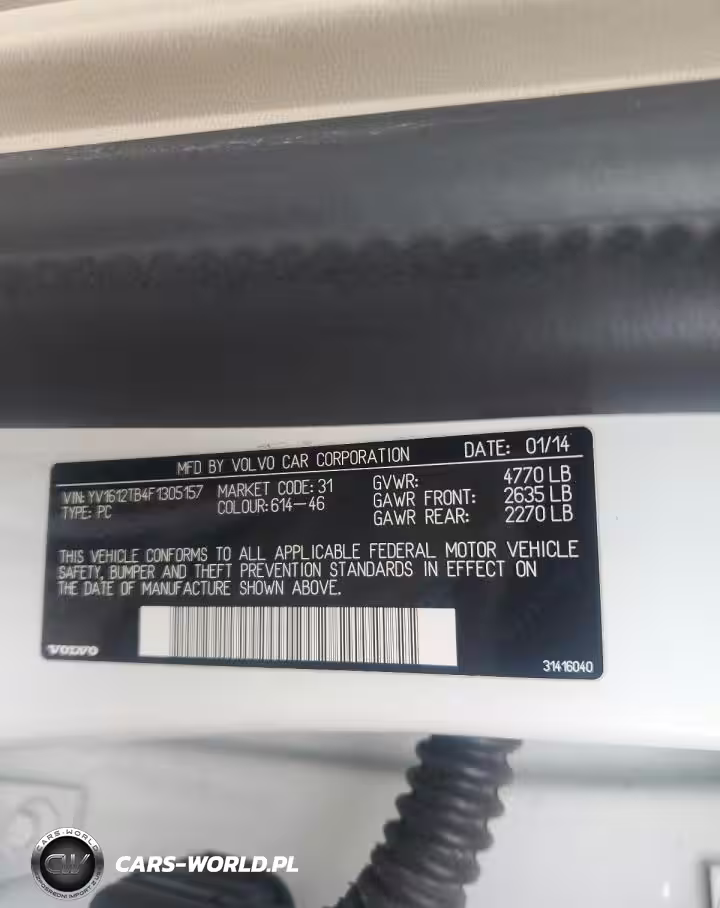 MFD BY VOLVO CAR CORPORATION DATE: 01/14
VIN: YV1612TB4F1305157 MARKET CODE: 31 GVWR: 4770 LB
TYPE: PC COLOUR: 614-46 GAWR FRONT: 2635 LB
GAWR REAR: 2270 LB
THIS VEHICLE CONFORMS TO ALL APPLICABLE FEDERAL MOTOR VEHICLE
SAFETY, BUMPER AND THEFT PREVENTION STANDARDS IN EFFECT ON
THE DATE OF MANUFACTURE SHOWN ABOVE.
VOLVO
31416040
CARS-WORLD
CW
CARS-WORLD.PL